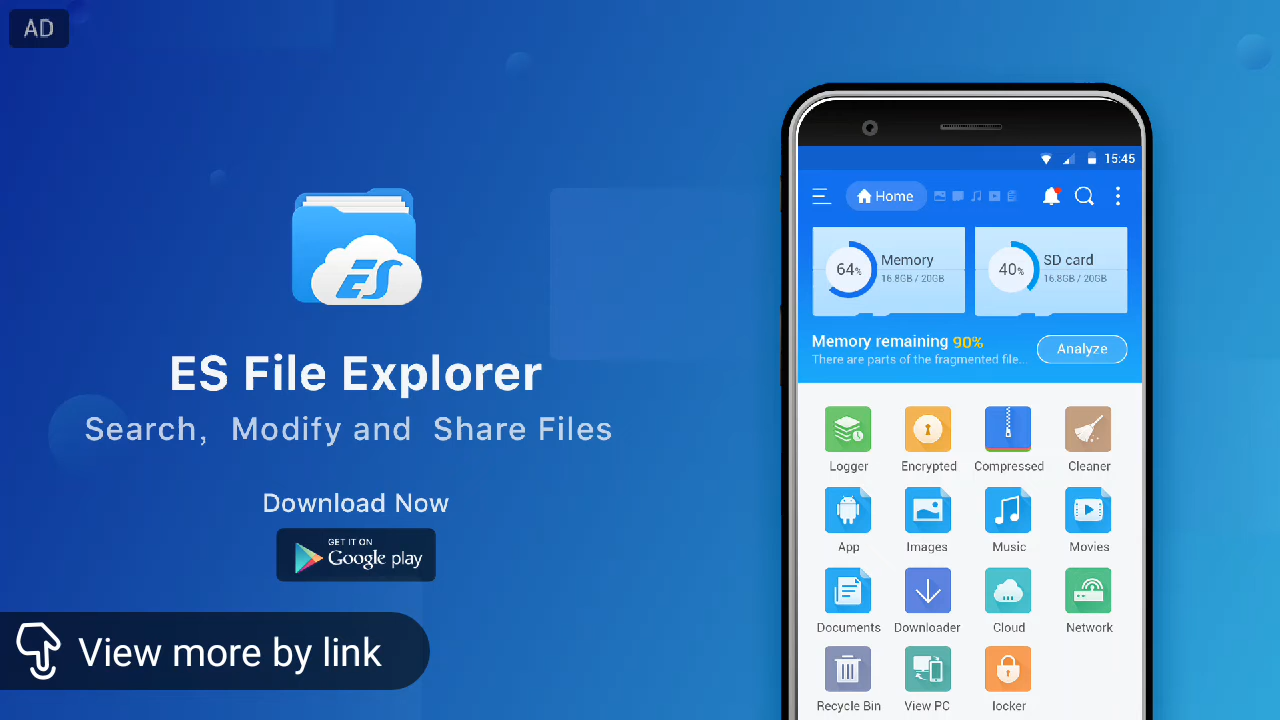 AD
ES
ES File Explorer
Search, Modify and Share Files
Download Now
GET IT ON
Google play
View more by link
15:45
Home
64%
Memory
16.8GB / 20GB
40%
SD card
16.8GB / 20GB
Memory remaining 90%
There are parts of the fragmented file...
Analyze
Logger Encrypted Compressed Cleaner
App Images Music Movies
Documents Downloader Cloud Network
Recycle Bin View PC locker